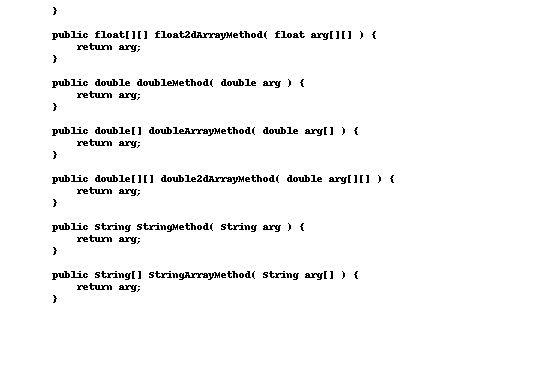 }
public float[][] float2dArrayMethod( float arg[][] ) {
return arg;
}
public double doubleMethod( double arg ) {
return arg;
}
public double[] doubleArrayMethod( double arg[] ) {
return arg;
}
public double[][] double2dArrayMethod( double arg[][] ) {
return arg;
}
public String StringMethod( String arg ) {
return arg;
}
public String[] StringArrayMethod( String arg[] ) {
return arg;
}